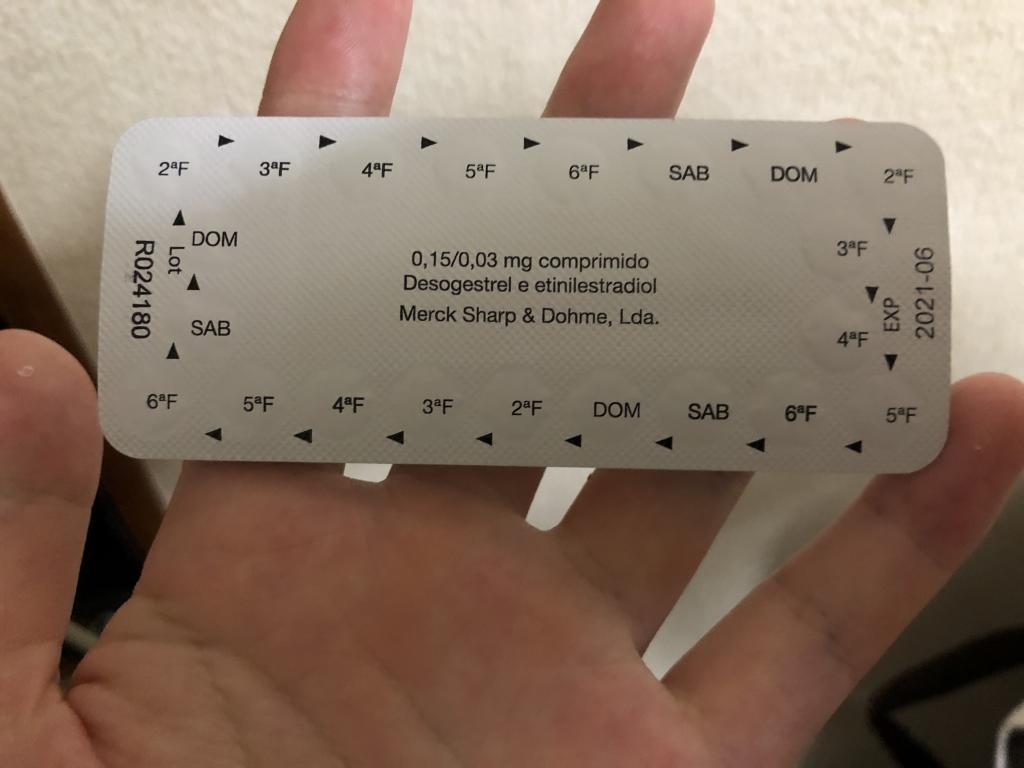 2ªF 3ªF 4ªF 5ªF 6ªF SAB DOM 2ªF
DOM
SAB
Lot
R024180
0,15/0,03 mg comprimido
Desogestrel e etinilestradiol
Merck Sharp & Dohme, Lda.
3ªF
4ªF
EXP
2021-06
6ªF 5ªF 4ªF 3ªF 2ªF DOM SAB 6ªF 5ªF